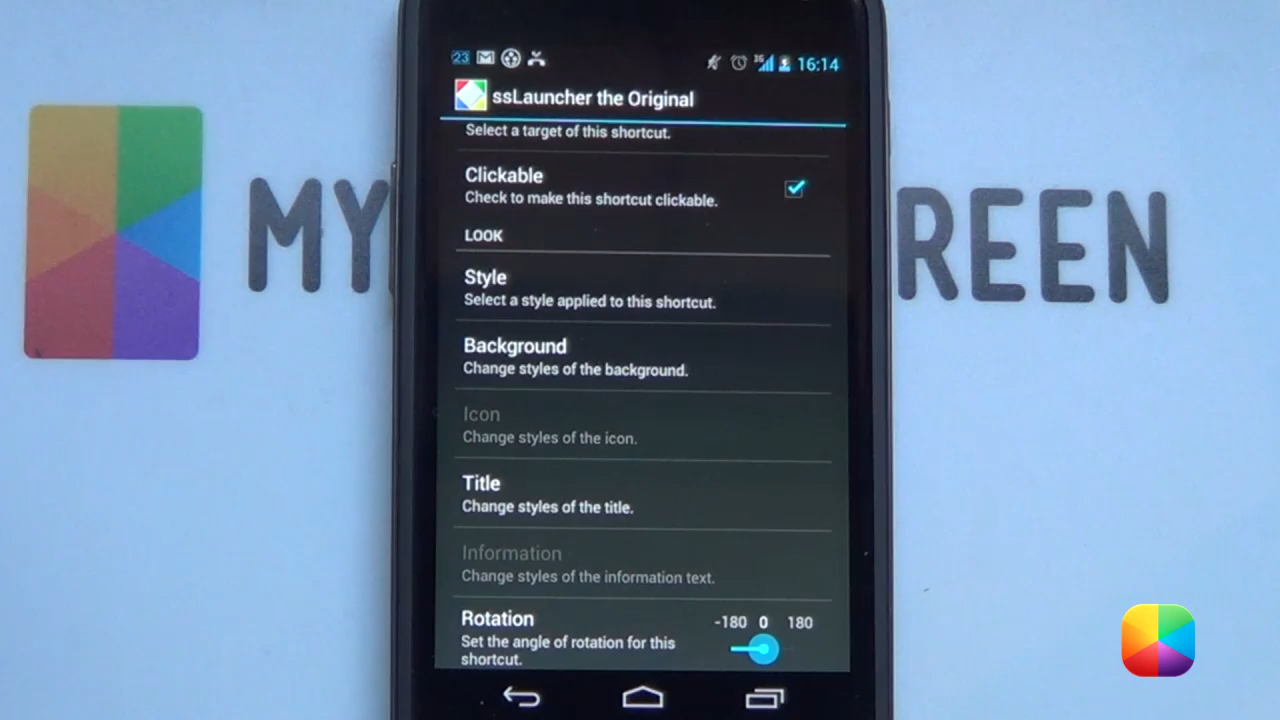 23
3G
16:14
ssLauncher the Original
Select a target of this shortcut.
Clickable
Check to make this shortcut clickable.
LOOK
Style
Select a style applied to this shortcut.
Background
Change styles of the background.
Icon
Change styles of the icon.
Title
Change styles of the title.
Information
Change styles of the information text.
Rotation
-180 0 180
Set the angle of rotation for this
shortcut.
MY REEN